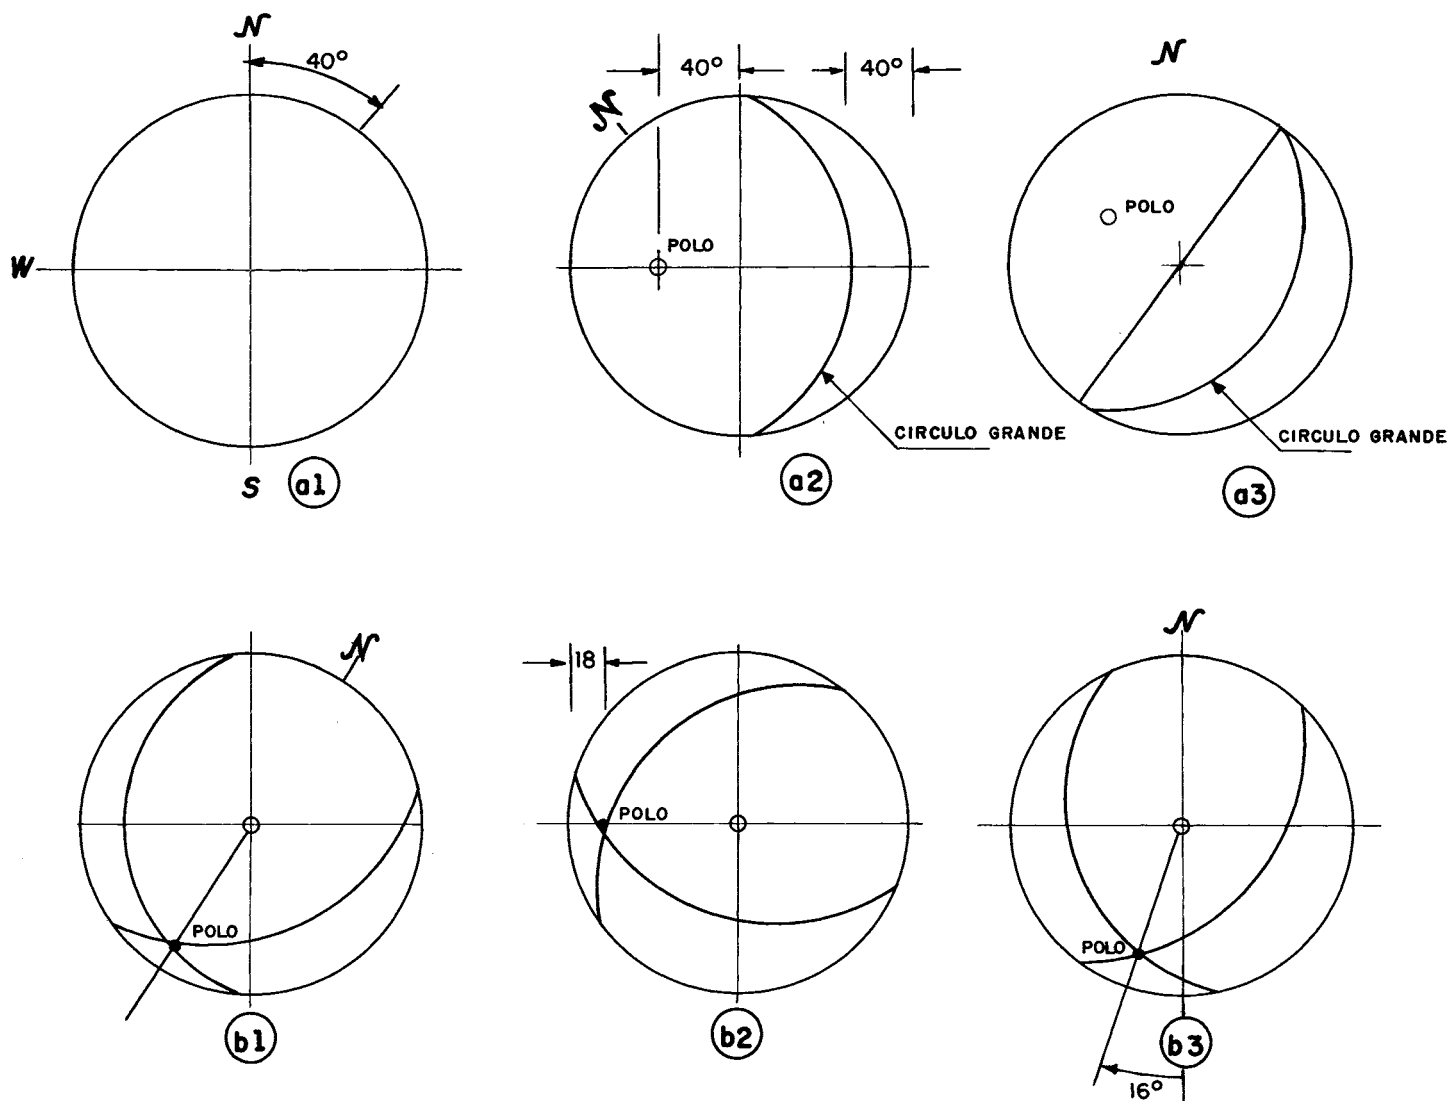 N
40°
W
S
a1
40°
40°
N
POLO
CIRCULO GRANDE
a2
N
POLO
CIRCULO GRANDE
a3
N
POLO
b1
18
POLO
b2
N
POLO
16°
b3